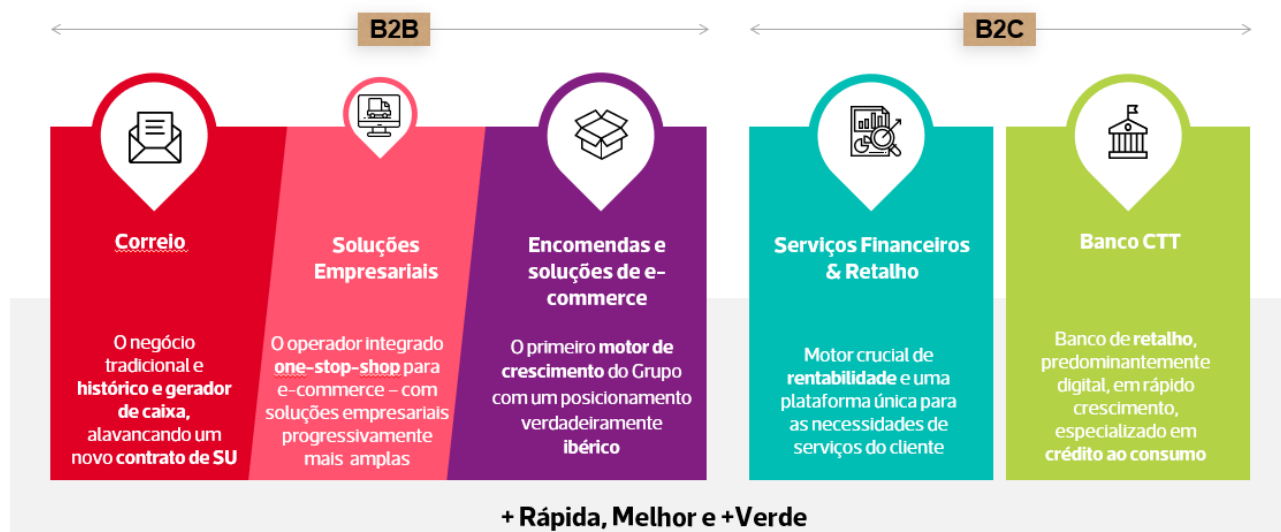 B2B
B2C
Correio
O negócio
tradicional e
histórico e gerador
de caixa,
alavancando um
novo contrato de SU
Soluções
Empresariais
O operador integrado
one-stop-shop para
e-commerce – com
soluções empresariais
progressivamente
mais amplas
Encomendas e
soluções de e-
commerce
O primeiro motor de
crescimento do Grupo
com um posicionamento
verdadeiramente
ibérico
Serviços Financeiros
& Retalho
Motor crucial de
rentabilidade e uma
plataforma única para
as necessidades de
serviços do cliente
Banco CTT
Banco de retalho,
predominantemente
digital, em rápido
crescimento,
especializado em
crédito ao consumo
+ Rápida, Melhor e +Verde